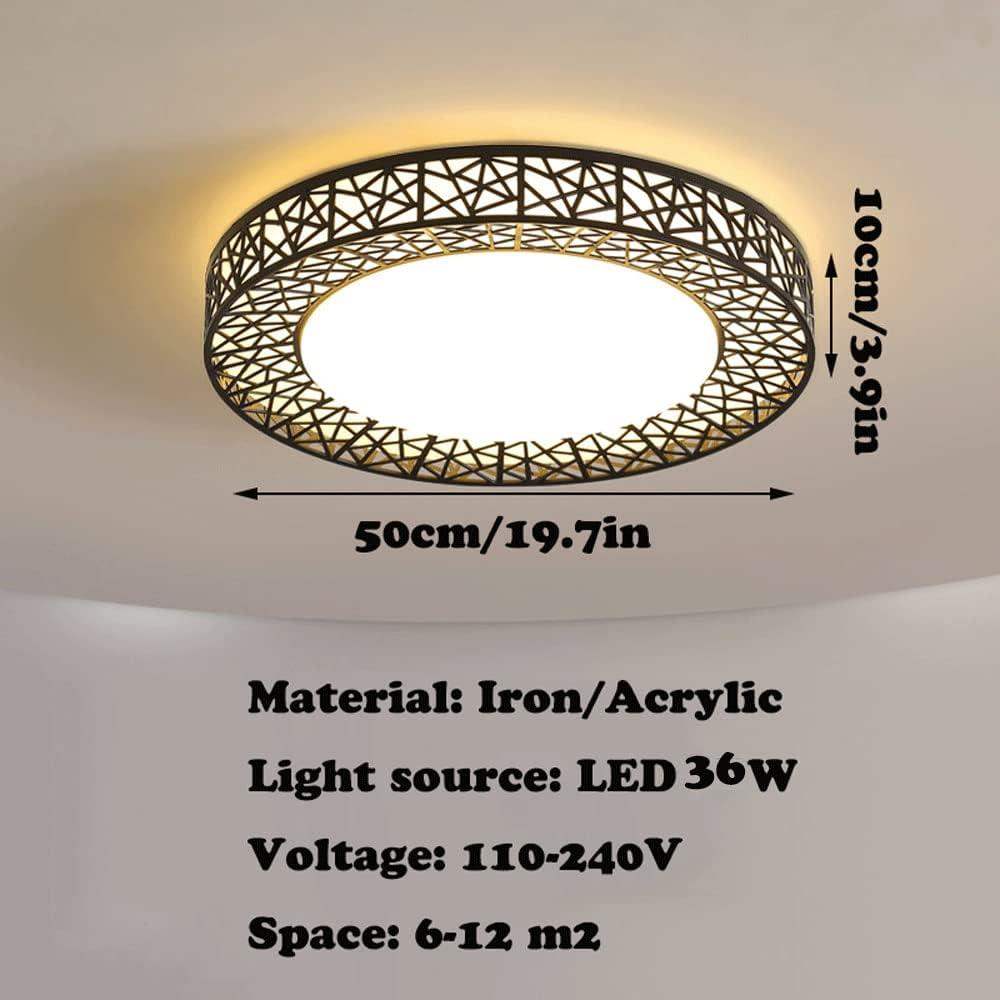 10cm/3.9in
50cm/19.7in
Material: Iron/Acrylic
Light source: LED 36W
Voltage: 110-240V
Space: 6-12 m2